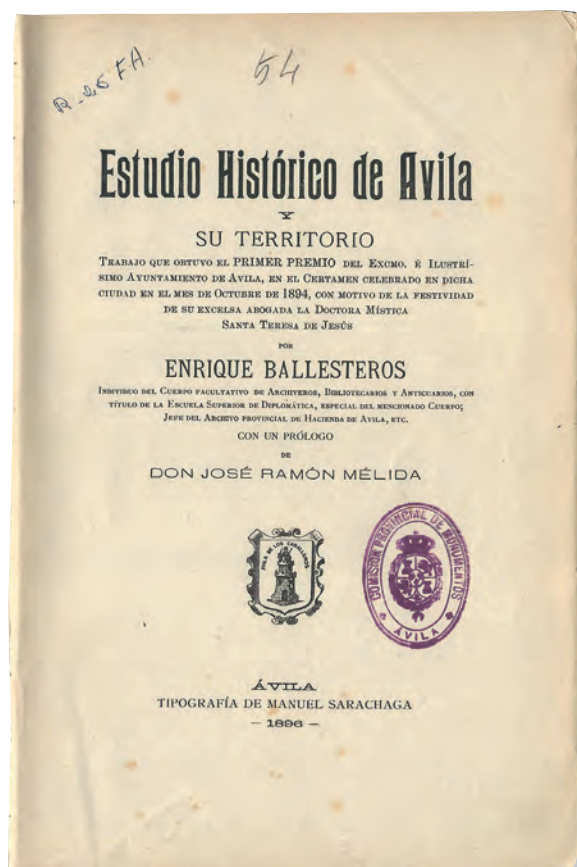 R-26 F.A.
54
Estudio Histórico de Avila
Y
SU TERRITORIO
TRABAJO QUE OBTUVO EL PRIMER PREMIO DEL EXCMO. É ILUSTRÍ-
SIMO AYUNTAMIENTO DE AVILA, EN EL CERTAMEN CELEBRADO EN DICHA
CIUDAD EN EL MES DE OCTUBRE DE 1894, CON MOTIVO DE LA FESTIVIDAD
DE SU EXCELSA ABOGADA LA DOCTORA MÍSTICA
SANTA TERESA DE JESÚS
POR
ENRIQUE BALLESTEROS
INDIVIDUO DEL CUERPO FACULTATIVO DE ARCHIVEROS, BIBLIOTECARIOS Y ANTICUARIOS, CON
TÍTULO DE LA ESCUELA SUPERIOR DE DIPLOMÁTICA, ESPECIAL DEL MENCIONADO CUERPO;
JEFE DEL ARCHIVO PROVINCIAL DE HACIENDA DE AVILA, ETC.
CON UN PRÓLOGO
DE
DON JOSÉ RAMÓN MÉLIDA
DE LOS CABALLEROS
COMISIÓN PROVINCIAL DE MONUMENTOS
ÁVILA
ÁVILA
TIPOGRAFÍA DE MANUEL SARACHAGA
— 1896 —